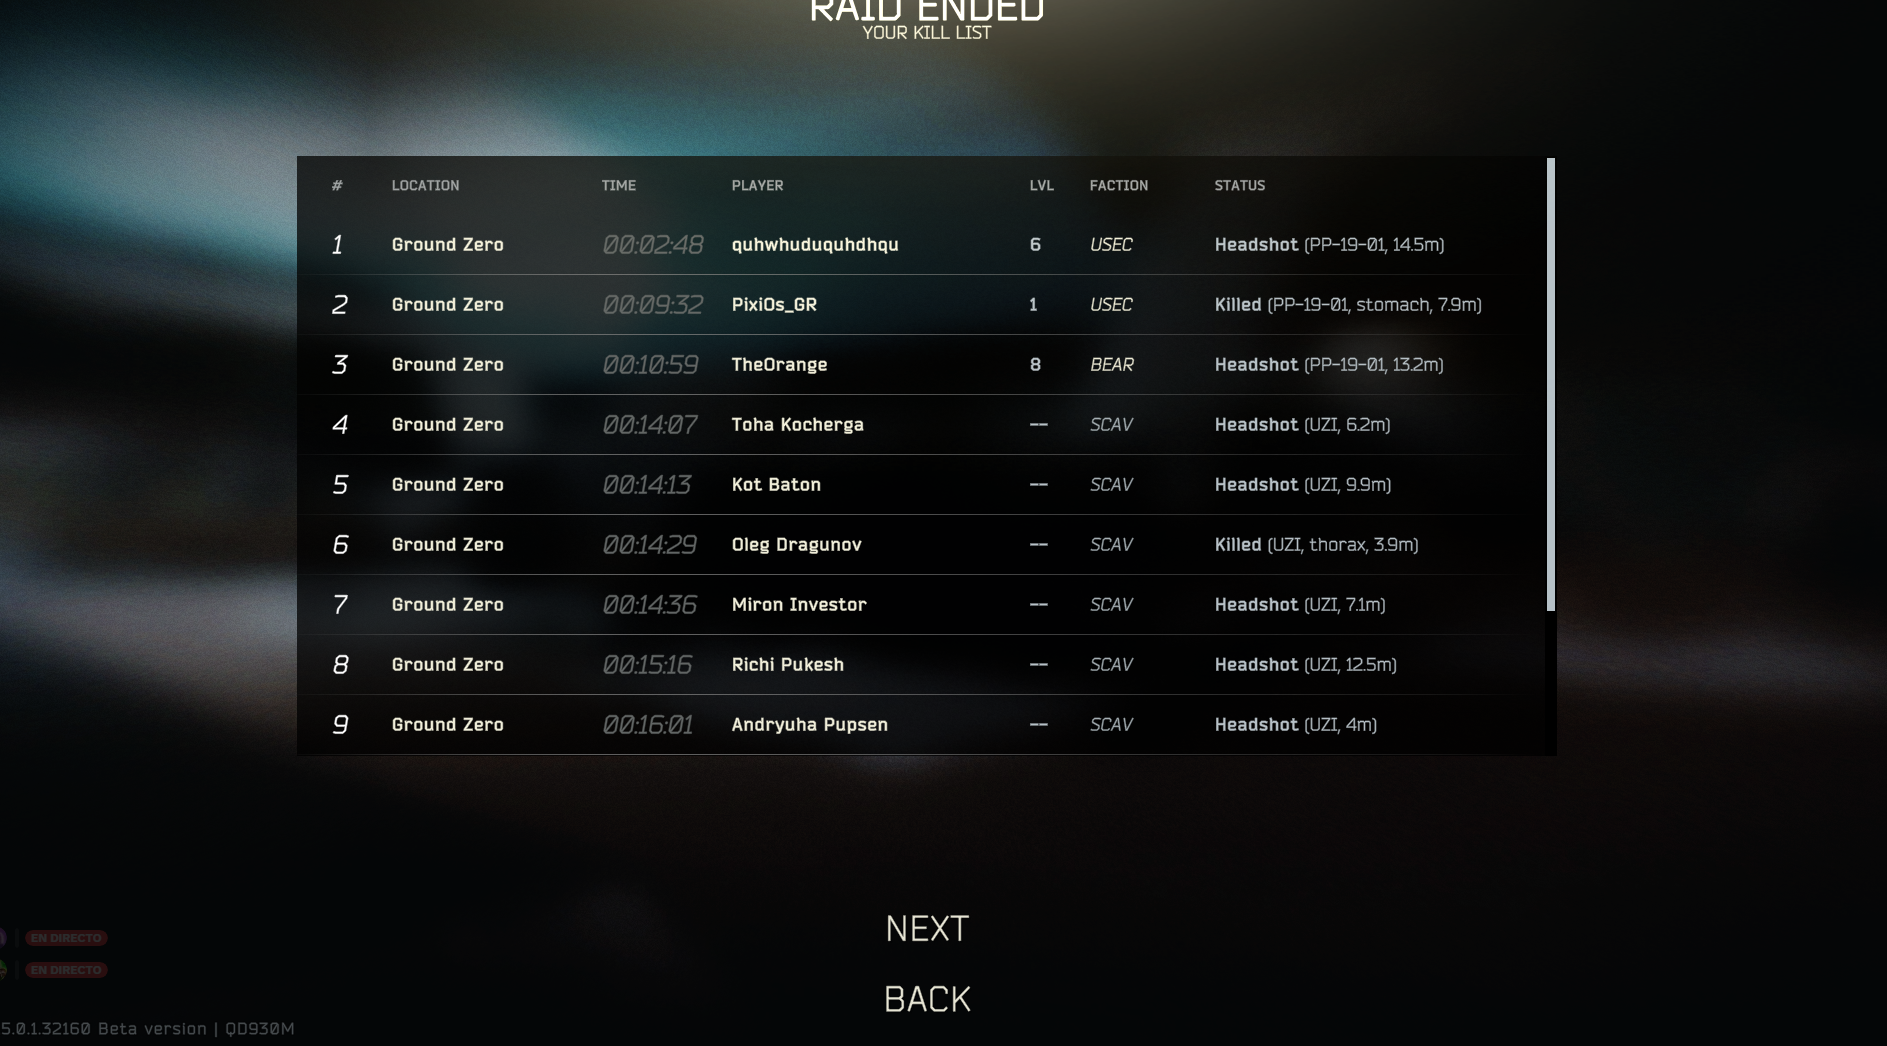 RAID ENDED
YOUR KILL LIST
# LOCATION TIME PLAYER LVL FACTION STATUS
1 Ground Zero 00:02:48 quhwhuduquhdhqu 6 USEC Headshot (PP-19-01, 14.5m)
2 Ground Zero 00:09:32 PixiOs_GR 1 USEC Killed (PP-19-01, stomach, 7.9m)
3 Ground Zero 00:10:59 TheOrange 8 BEAR Headshot (PP-19-01, 13.2m)
4 Ground Zero 00:14:07 Toha Kocherga -- SCAV Headshot (UZI, 6.2m)
5 Ground Zero 00:14:13 Kot Baton -- SCAV Headshot (UZI, 9.9m)
6 Ground Zero 00:14:29 Oleg Dragunov -- SCAV Killed (UZI, thorax, 3.9m)
7 Ground Zero 00:14:36 Miron Investor -- SCAV Headshot (UZI, 7.1m)
8 Ground Zero 00:15:16 Richi Pukesh -- SCAV Headshot (UZI, 12.5m)
9 Ground Zero 00:16:01 Andryuha Pupsen -- SCAV Headshot (UZI, 4m)
NEXT
EN DIRECTO
EN DIRECTO
BACK
5.0.1.32160 Beta version | QD930M